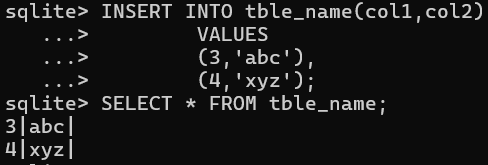 sqlite> INSERT INTO tble_name(col1,col2)
   ...>         VALUES
   ...>         (3,'abc'),
   ...>         (4,'xyz');
sqlite> SELECT * FROM tble_name;
3|abc|
4|xyz|